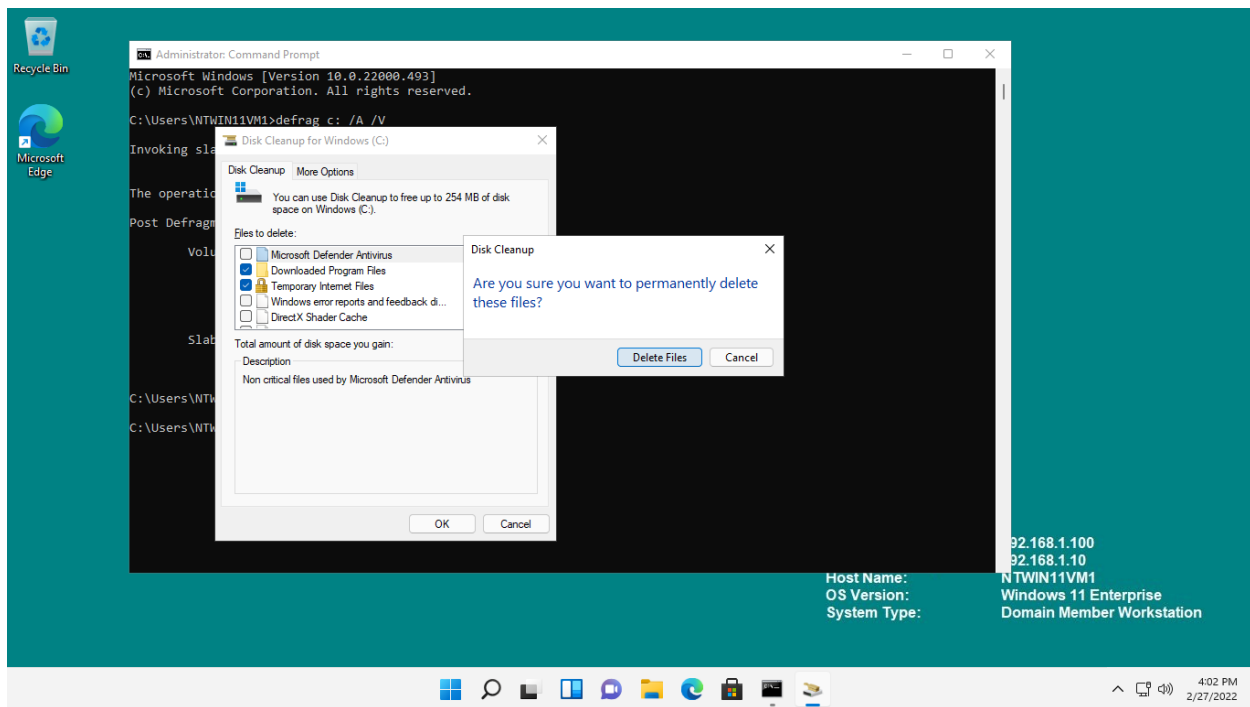 Recycle Bin
Microsoft
Edge
Administrator: Command Prompt
Microsoft Windows [Version 10.0.22000.493]
(c) Microsoft Corporation. All rights reserved.
C:\Users\NTWIN11VM1>defrag c: /A /V
Invoking sla
The operatio
Post Defragm
Volu
Slab
C:\Users\NTW
C:\Users\NTW
Disk Cleanup for Windows (C:)
Disk Cleanup
More Options
You can use Disk Cleanup to free up to 254 MB of disk
space on Windows (C:).
Files to delete:
Microsoft Defender Antivirus
Downloaded Program Files
Temporary Internet Files
Windows error reports and feedback di...
DirectX Shader Cache
Total amount of disk space you gain:
Description
Non critical files used by Microsoft Defender Antivirus
OK
Cancel
Disk Cleanup
Are you sure you want to permanently delete
these files?
Delete Files
Cancel
92.168.1.100
92.168.1.10
Host Name: NTWIN11VM1
OS Version: Windows 11 Enterprise
System Type: Domain Member Workstation
4:02 PM
2/27/2022